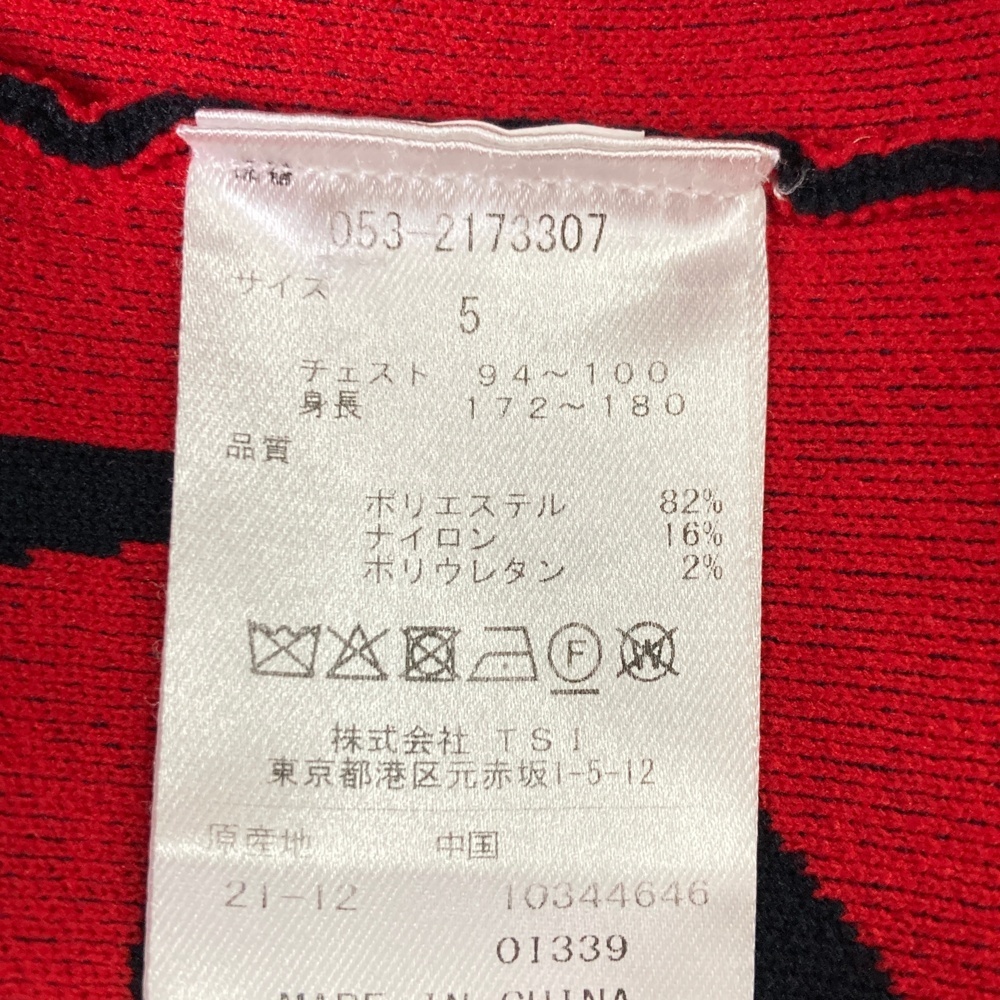 053-2173307
サイズ
5
チェスト 94～100
身長 172～180
品質
ポリエステル 82%
ナイロン 16%
ポリウレタン 2%
F W
株式会社 TSI
東京都港区元赤坂1-5-12
原産地 中国
21-12 10344646
01339
MADE IN CHINA